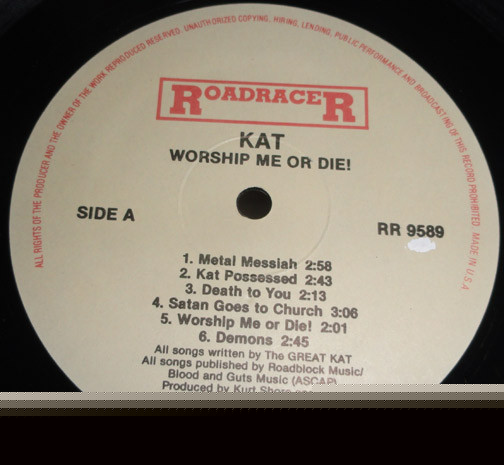 ALL RIGHTS OF THE PRODUCER AND THE OWNER OF THE WORK REPRODUCED RESERVED. UNAUTHORIZED COPYING, HIRING, LENDING, PUBLIC PERFORMANCE AND BROADCASTING OF THIS RECORD PROHIBITED. MADE IN U.S.A.
ROADRACER
KAT
WORSHIP ME OR DIE!
SIDE A
RR 9589
1. Metal Messiah 2:58
2. Kat Possessed 2:43
3. Death to You 2:13
4. Satan Goes to Church 3:06
5. Worship Me or Die! 2:01
6. Demons 2:45
All songs written by The GREAT KAT
All songs published by Roadblock Music/
Blood and Guts Music (ASCAP)
Produced by Kurt